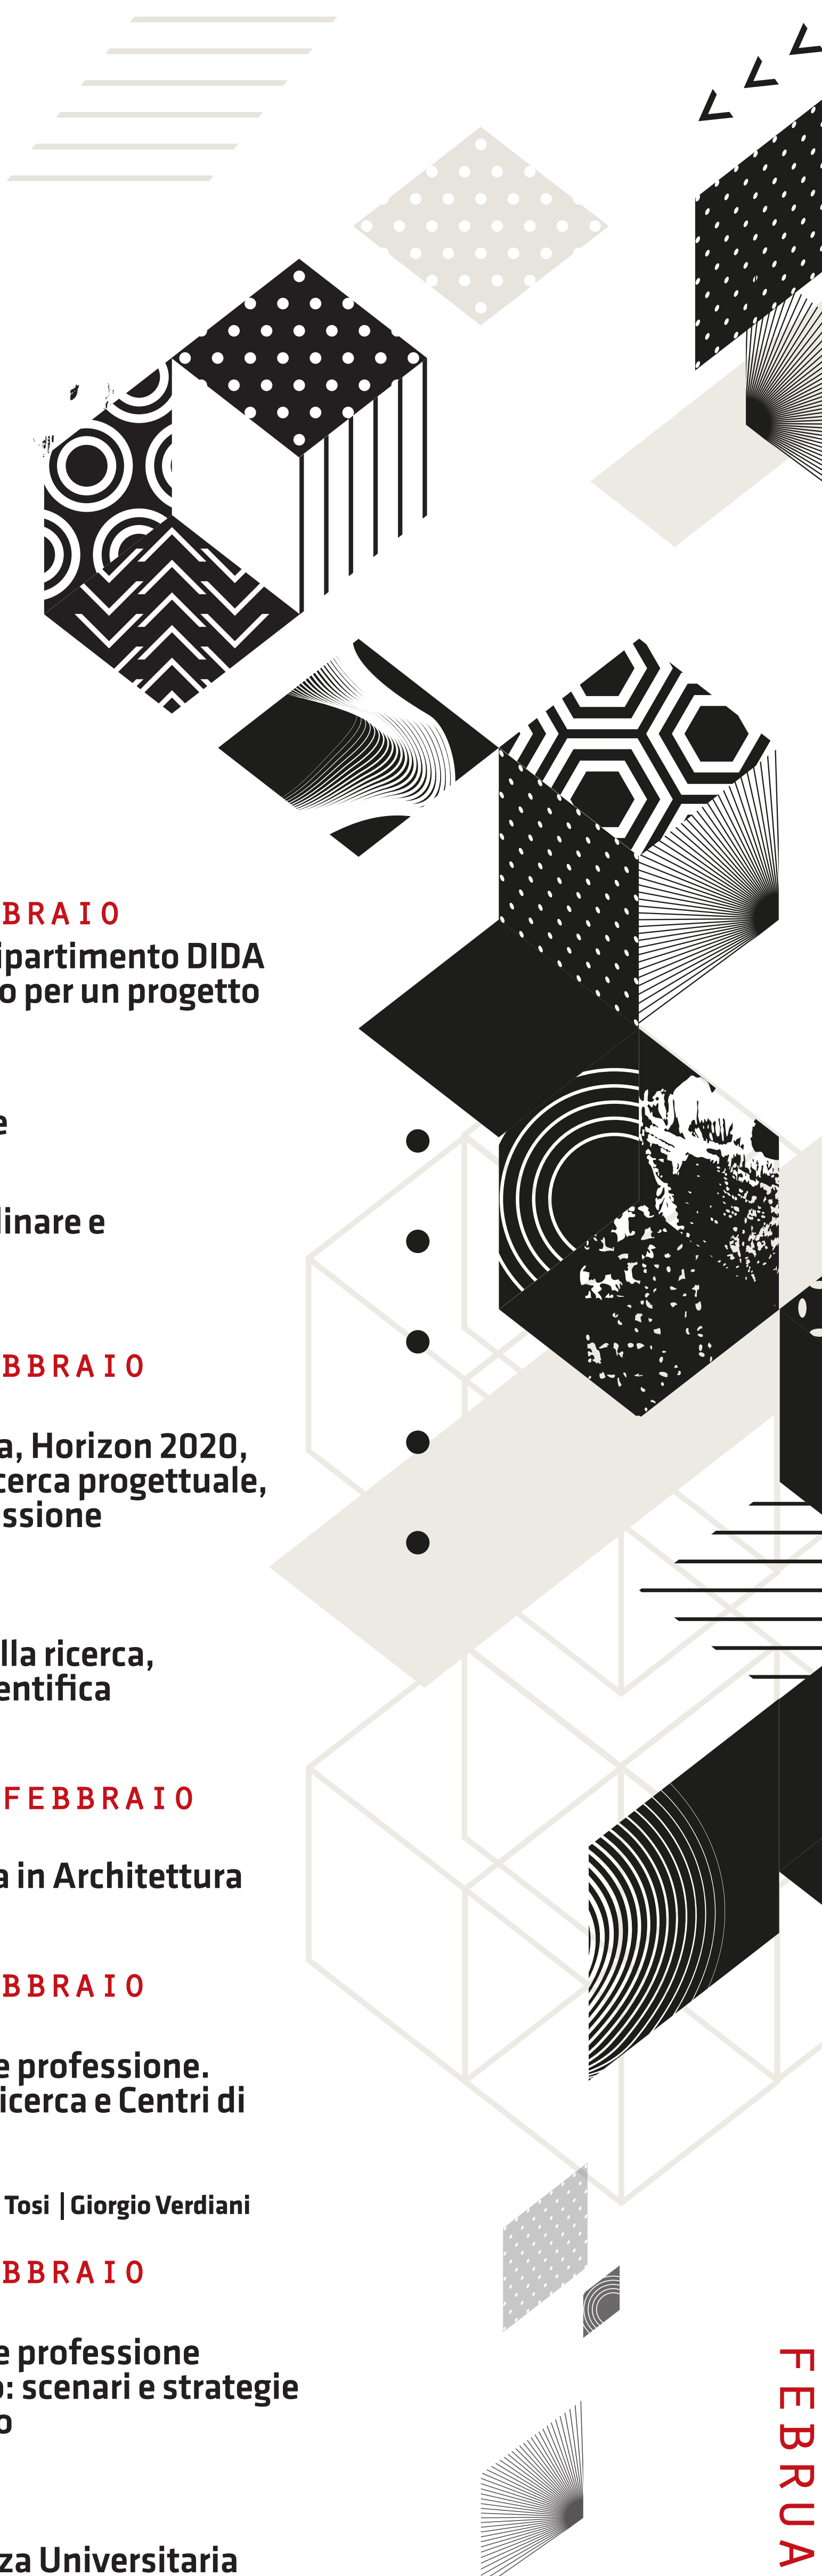 BRAIO
ipartimento DIDA
o per un progetto
e
linare e
BBRAIO
a, Horizon 2020,
cerca progettuale,
ssione
lla ricerca,
entifica
FEBBRAIO
a in Architettura
BBRAIO
e professione.
icerca e Centri di
Tosi | Giorgio Verdiani
BBRAIO
e professione
o: scenari e strategie
o
za Universitaria
FEBRUA